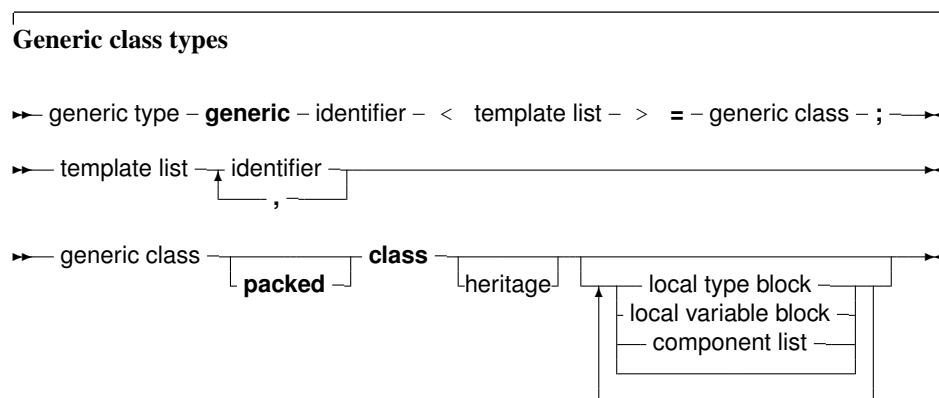 Generic class types
generic type generic identifier < template list > = generic class ;
template list identifier
,
generic class class
packed heritage local type block
local variable block
component list